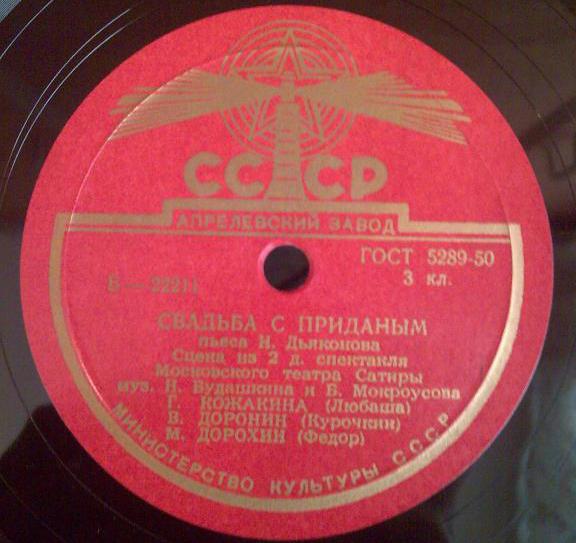 СССР
АПРЕЛЕВСКИЙ ЗАВОД
ГОСТ 5289-50
3 кл.
Б — 22211
СВАДЬБА С ПРИДАНЫМ
пьеса Н. Дьяконова
Сцена из 2 д. спектакля
Московского театра Сатиры
муз. Н. Будашкина и Б. Мокроусова
Г. КОЖАКИНА (Любаша)
В. ДОРОНИН (Курочкин)
М. ДОРОХИН (Федор)
МИНИСТЕРСТВО КУЛЬТУРЫ СССР